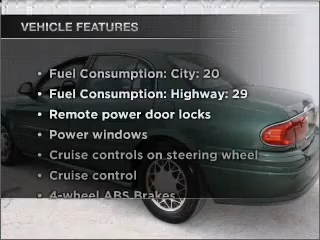 VEHICLE FEATURES
• Fuel Consumption: City: 20
• Fuel Consumption: Highway: 29
• Remote power door locks
• Power windows
• Cruise controls on steering wheel
• Cruise control
• 4-wheel ABS Brakes